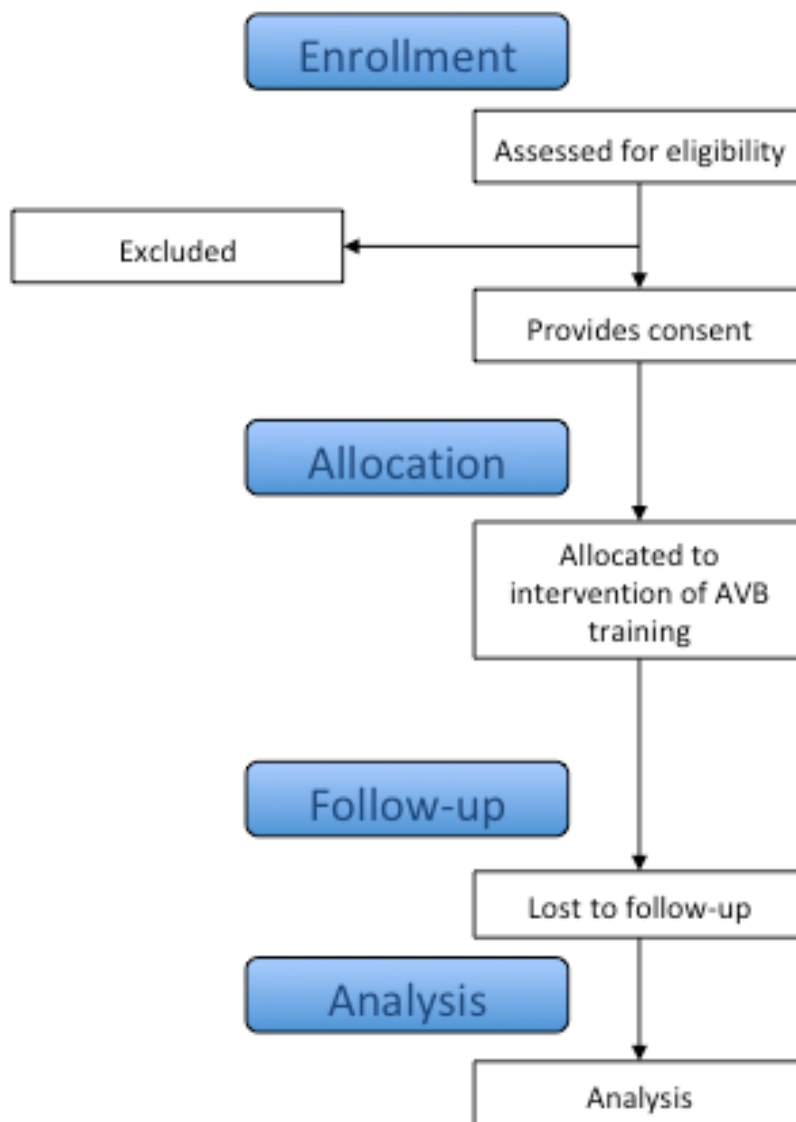 Enrollment
Assessed for eligibility
Excluded
Provides consent
Allocation
Allocated to
intervention of AVB
training
Follow-up
Lost to follow-up
Analysis
Analysis